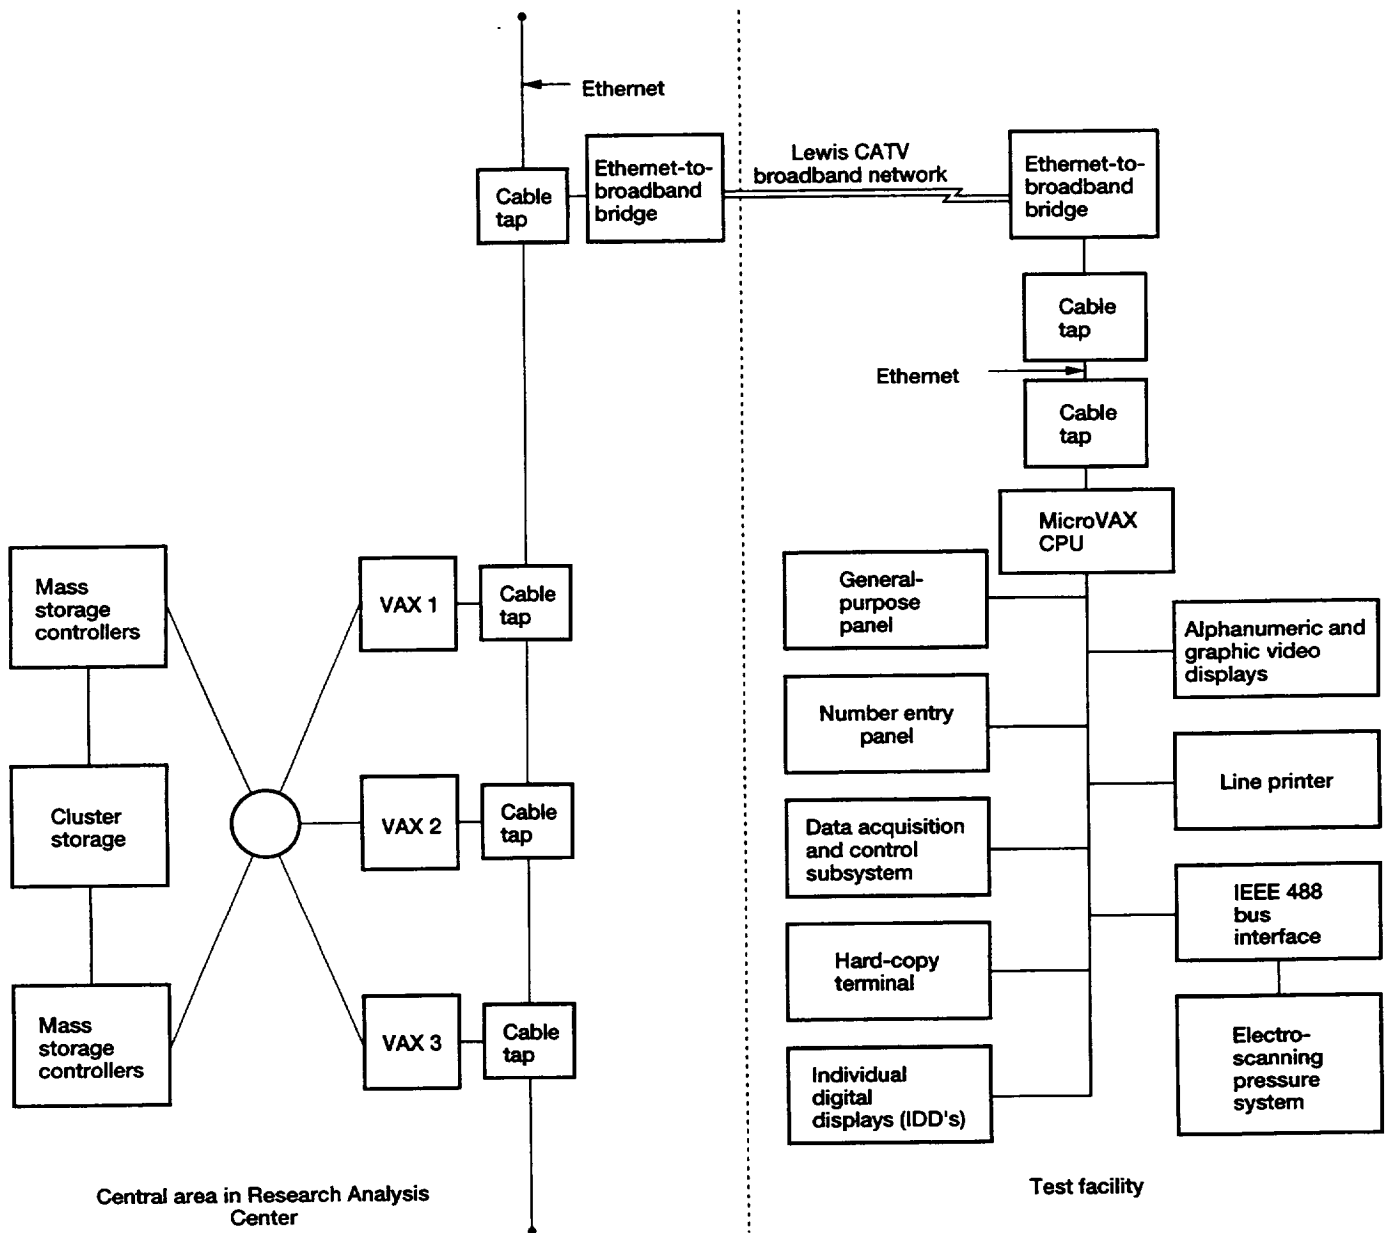 Ethernet
Ethernet-to-
broadband
bridge
Cable
tap
Lewis CATV
broadband network
Ethernet-to-
broadband
bridge
Cable
tap
Ethernet
Cable
tap
MicroVAX
CPU
Mass
storage
controllers
VAX 1
Cable
tap
General-
purpose
panel
Alphanumeric and
graphic video
displays
Number entry
panel
Line printer
Cluster
storage
VAX 2
Cable
tap
Data acquisition
and control
subsystem
IEEE 488
bus
interface
Hard-copy
terminal
Mass
storage
controllers
VAX 3
Cable
tap
Individual
digital
displays (IDD's)
Electro-
scanning
pressure
system
Central area in Research Analysis
Center
Test facility